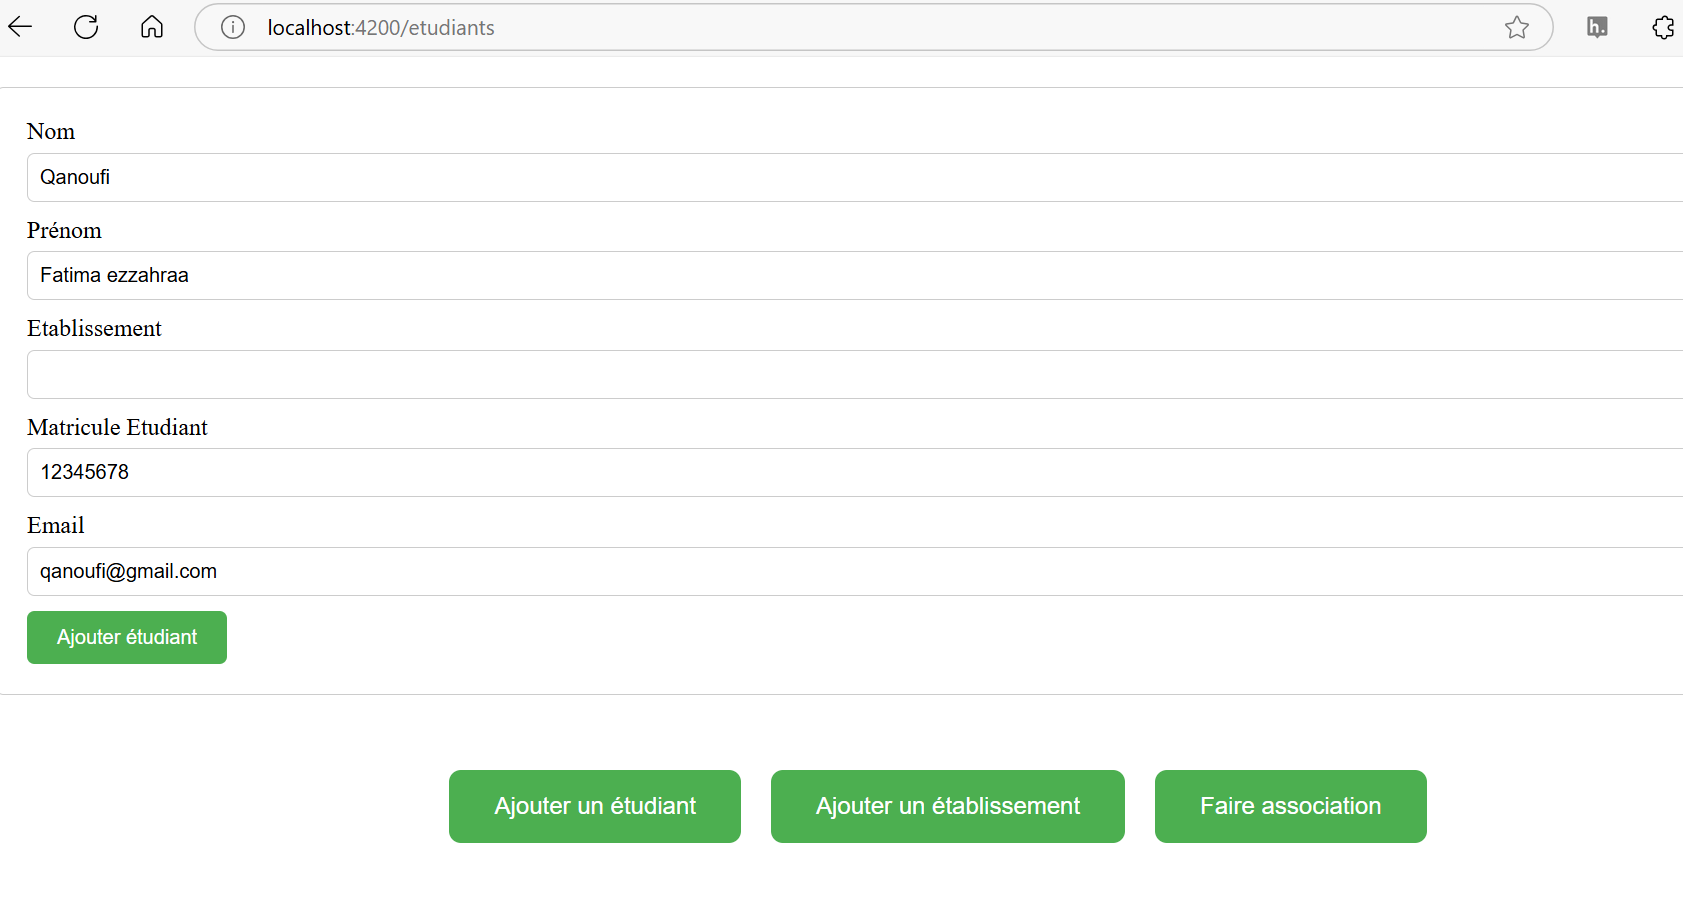 localhost:4200/etudiants
h.
Nom
Qanoufi
Prénom
Fatima ezzahraa
Etablissement
Matricule Etudiant
12345678
Email
qanoufi@gmail.com
Ajouter étudiant
Ajouter un étudiant Ajouter un établissement Faire association